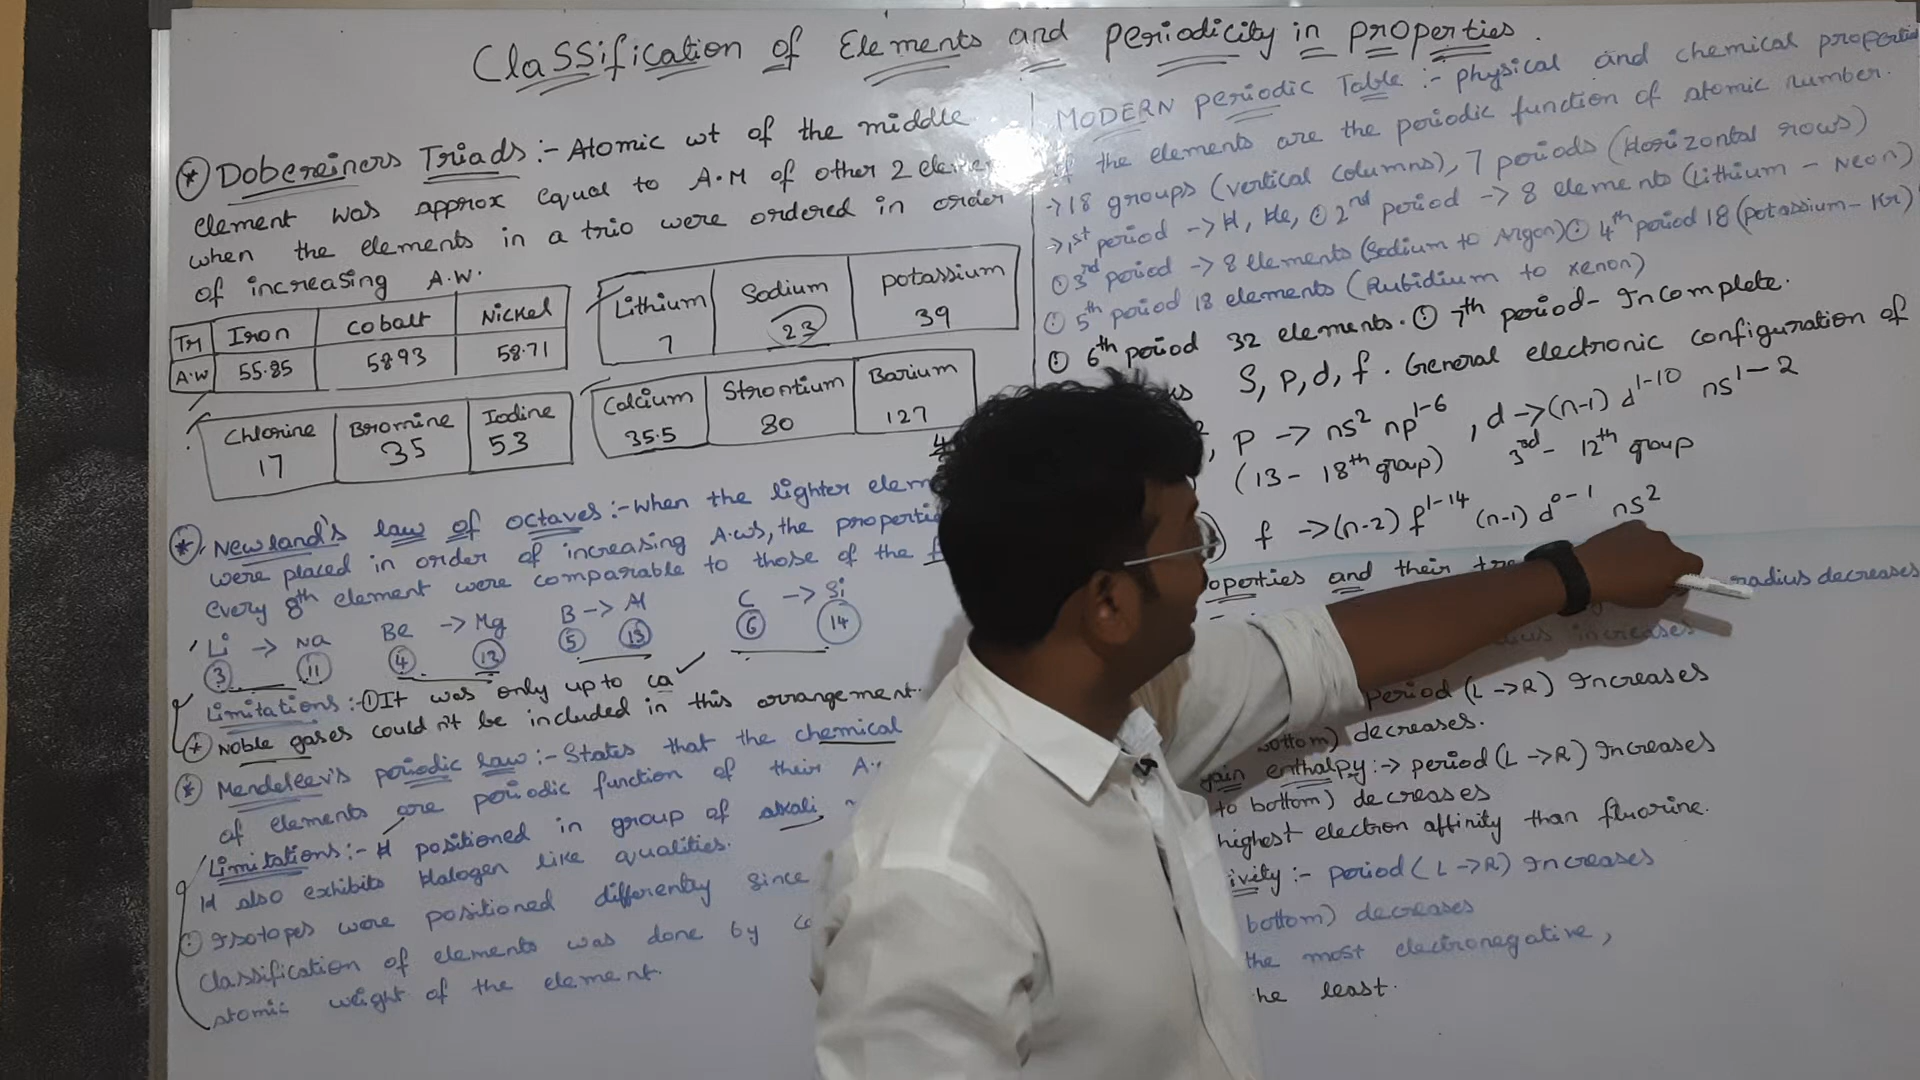 Classification of Elements and periodicity in properties.
* Dobereiners Triads :- Atomic wt of the middle
element was approx equal to A.M of other 2
when the elements in a trio were ordered in order
of increasing A.W.
Tri Iron Cobalt Nickel
A.W 55.85 58.93 58.71
Lithium Sodium potassium
7 23 39
Chlorine Bromine Iodine
17 35 53
Calcium Strontium Barium
35.5 80 127
* Newland's law of octaves :- When the lighter
were placed in order of increasing A.Ws, the
every 8th element were comparable to those of the
Li → Na Be → Mg B → Al C → Si
3 11 4 12 5 13 6 14
Limitations :- ① It was only up to ca ✓
* Noble gases couldn't be included in this arrangement.
* Mendeleev's periodic law :- States that the chemical
of elements are periodic function of their
Limitations :- H positioned in group of alkali
H also exhibits Halogen like qualities.
Isotopes were positioned differently since
classification of elements was done by
atomic weight of the element.
MODERN periodic Table :- physical and chemical
of the elements are the periodic function of atomic number.
→ 18 groups (vertical columns), 7 periods (Horizontal rows)
→ 1st period → H, He, ⊙ 2nd period → 8 elements (Lithium - Neon)
⊙ 3rd period → 8 elements (Sodium to Argon) ⊙ 4th period 18 (potassium - Kr)
⊙ 5th period 18 elements (Rubidium to xenon)
⊙ 6th period 32 elements. ⊙ 7th period - Incomplete.
S, p, d, f. General electronic configuration of
, p → ns² np¹⁻⁶ , d → (n-1) d¹⁻¹⁰ ns¹⁻²
(13 - 18th group) 3rd - 12th group
f → (n-2) f¹⁻¹⁴ (n-1) d⁰⁻¹ ns²
and their
radius decreases
increases
period (L → R) Increases
decreases.
gain enthalpy :→ period (L → R) Increases
to bottom) decreases
highest electron affinity than fluorine.
:- period (L → R) Increases
bottom) decreases
the most electronegative,
least.